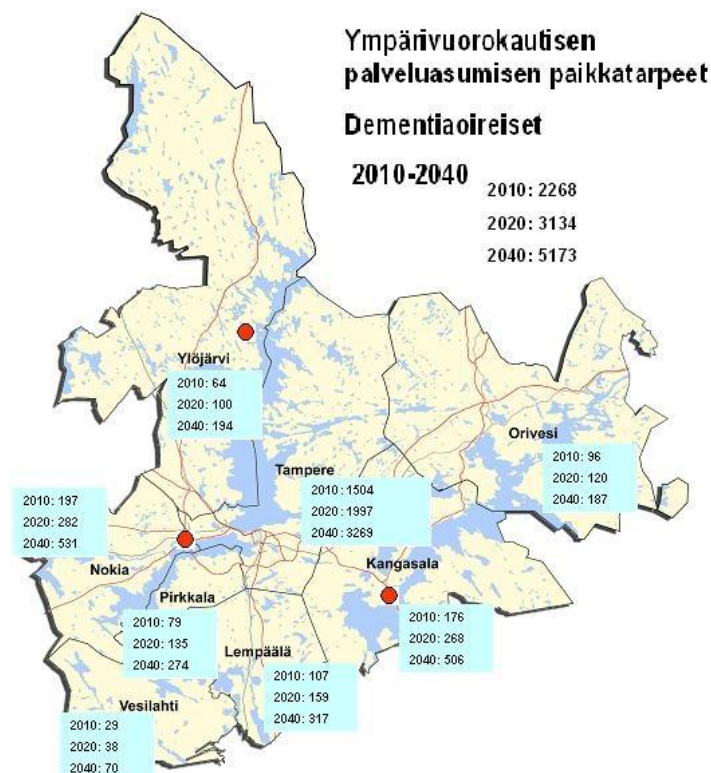 Ympärivuorokautisen
palveluasumisen paikkatarpeet
Dementiaoireiset
2010-2040
2010: 2268
2020: 3134
2040: 5173
Ylöjärvi
2010: 64
2020: 100
2040: 194
Orivesi
2010: 96
2020: 120
2040: 187
Tampere
2010: 1504
2020: 1997
2040: 3269
2010: 197
2020: 282
2040: 531
Nokia
Kangasala
2010: 176
2020: 268
2040: 506
Pirkkala
2010: 79
2020: 135
2040: 274
Lempäälä
2010: 107
2020: 159
2040: 317
Vesilahti
2010: 29
2020: 38
2040: 70